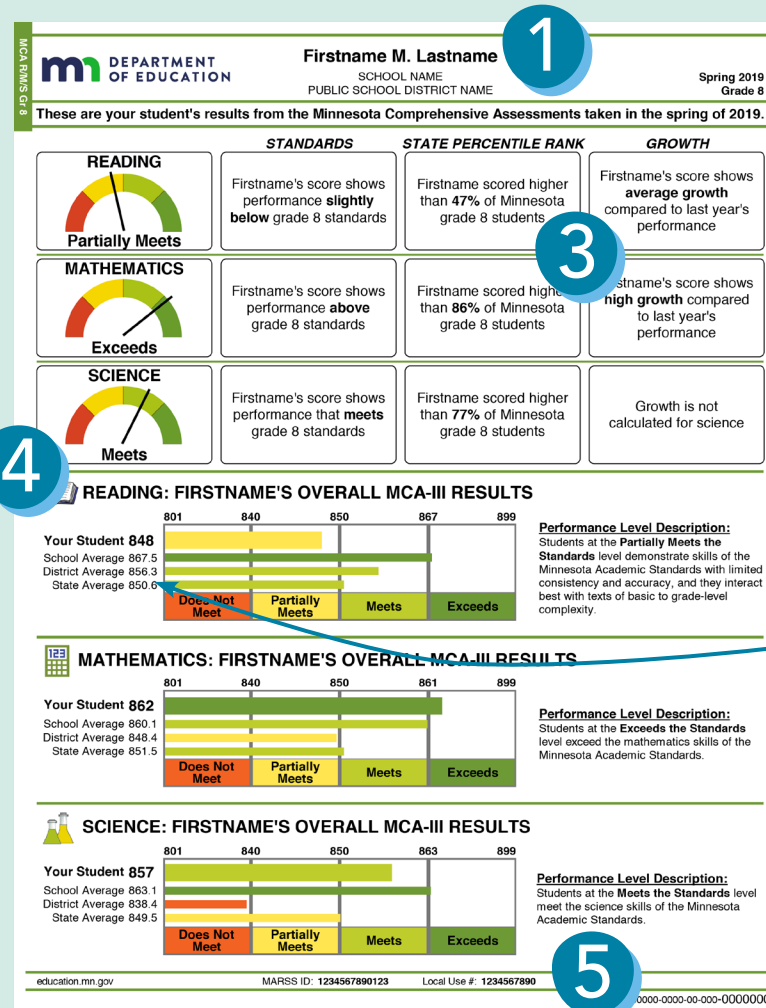 1
MCA R/M/S Gr 8
mn DEPARTMENT
OF EDUCATION
Firstname M. Lastname
SCHOOL NAME
PUBLIC SCHOOL DISTRICT NAME
Spring 2019
Grade 8
These are your student's results from the Minnesota Comprehensive Assessments taken in the spring of 2019.
STANDARDS STATE PERCENTILE RANK GROWTH
READING
Partially Meets
Firstname's score shows
performance slightly
below grade 8 standards
Firstname scored higher
than 47% of Minnesota
grade 8 students
Firstname's score shows
average growth
compared to last year's
performance
3
MATHEMATICS
Exceeds
Firstname's score shows
performance above
grade 8 standards
Firstname scored
than 86% of Minnesota
grade 8 students
score shows
high growth compared
to last year's
performance
SCIENCE
Meets
Firstname's score shows
performance that meets
grade 8 standards
Firstname scored higher
than 77% of Minnesota
grade 8 students
Growth is not
calculated for science
4
READING: FIRSTNAME'S OVERALL MCA-III RESULTS
801 840 850 867 899
Your Student 848
School Average 867.5
District Average 856.3
State Average 850.6
Does Not
Meet
Partially
Meets
Meets
Exceeds
Performance Level Description:
Students at the Partially Meets the
Standards level demonstrate skills of the
Minnesota Academic Standards with limited
consistency and accuracy, and they interact
best with texts of basic to grade-level
complexity.
123
MATHEMATICS: FIRSTNAME'S OVERALL MCA-III RESULTS
801 840 850 861 899
Your Student 862
School Average 860.1
District Average 848.4
State Average 851.5
Does Not
Meet
Partially
Meets
Meets
Exceeds
Performance Level Description:
Students at the Exceeds the Standards
level exceed the mathematics skills of the
Minnesota Academic Standards.
SCIENCE: FIRSTNAME'S OVERALL MCA-III RESULTS
801 840 850 863 899
Your Student 857
School Average 863.1
District Average 838.4
State Average 849.5
Does Not
Meet
Partially
Meets
Meets
Exceeds
Performance Level Description:
Students at the Meets the Standards level
meet the science skills of the Minnesota
Academic Standards.
education.mn.gov MARSS ID: 1234567890123 Local Use #: 1234567890
5